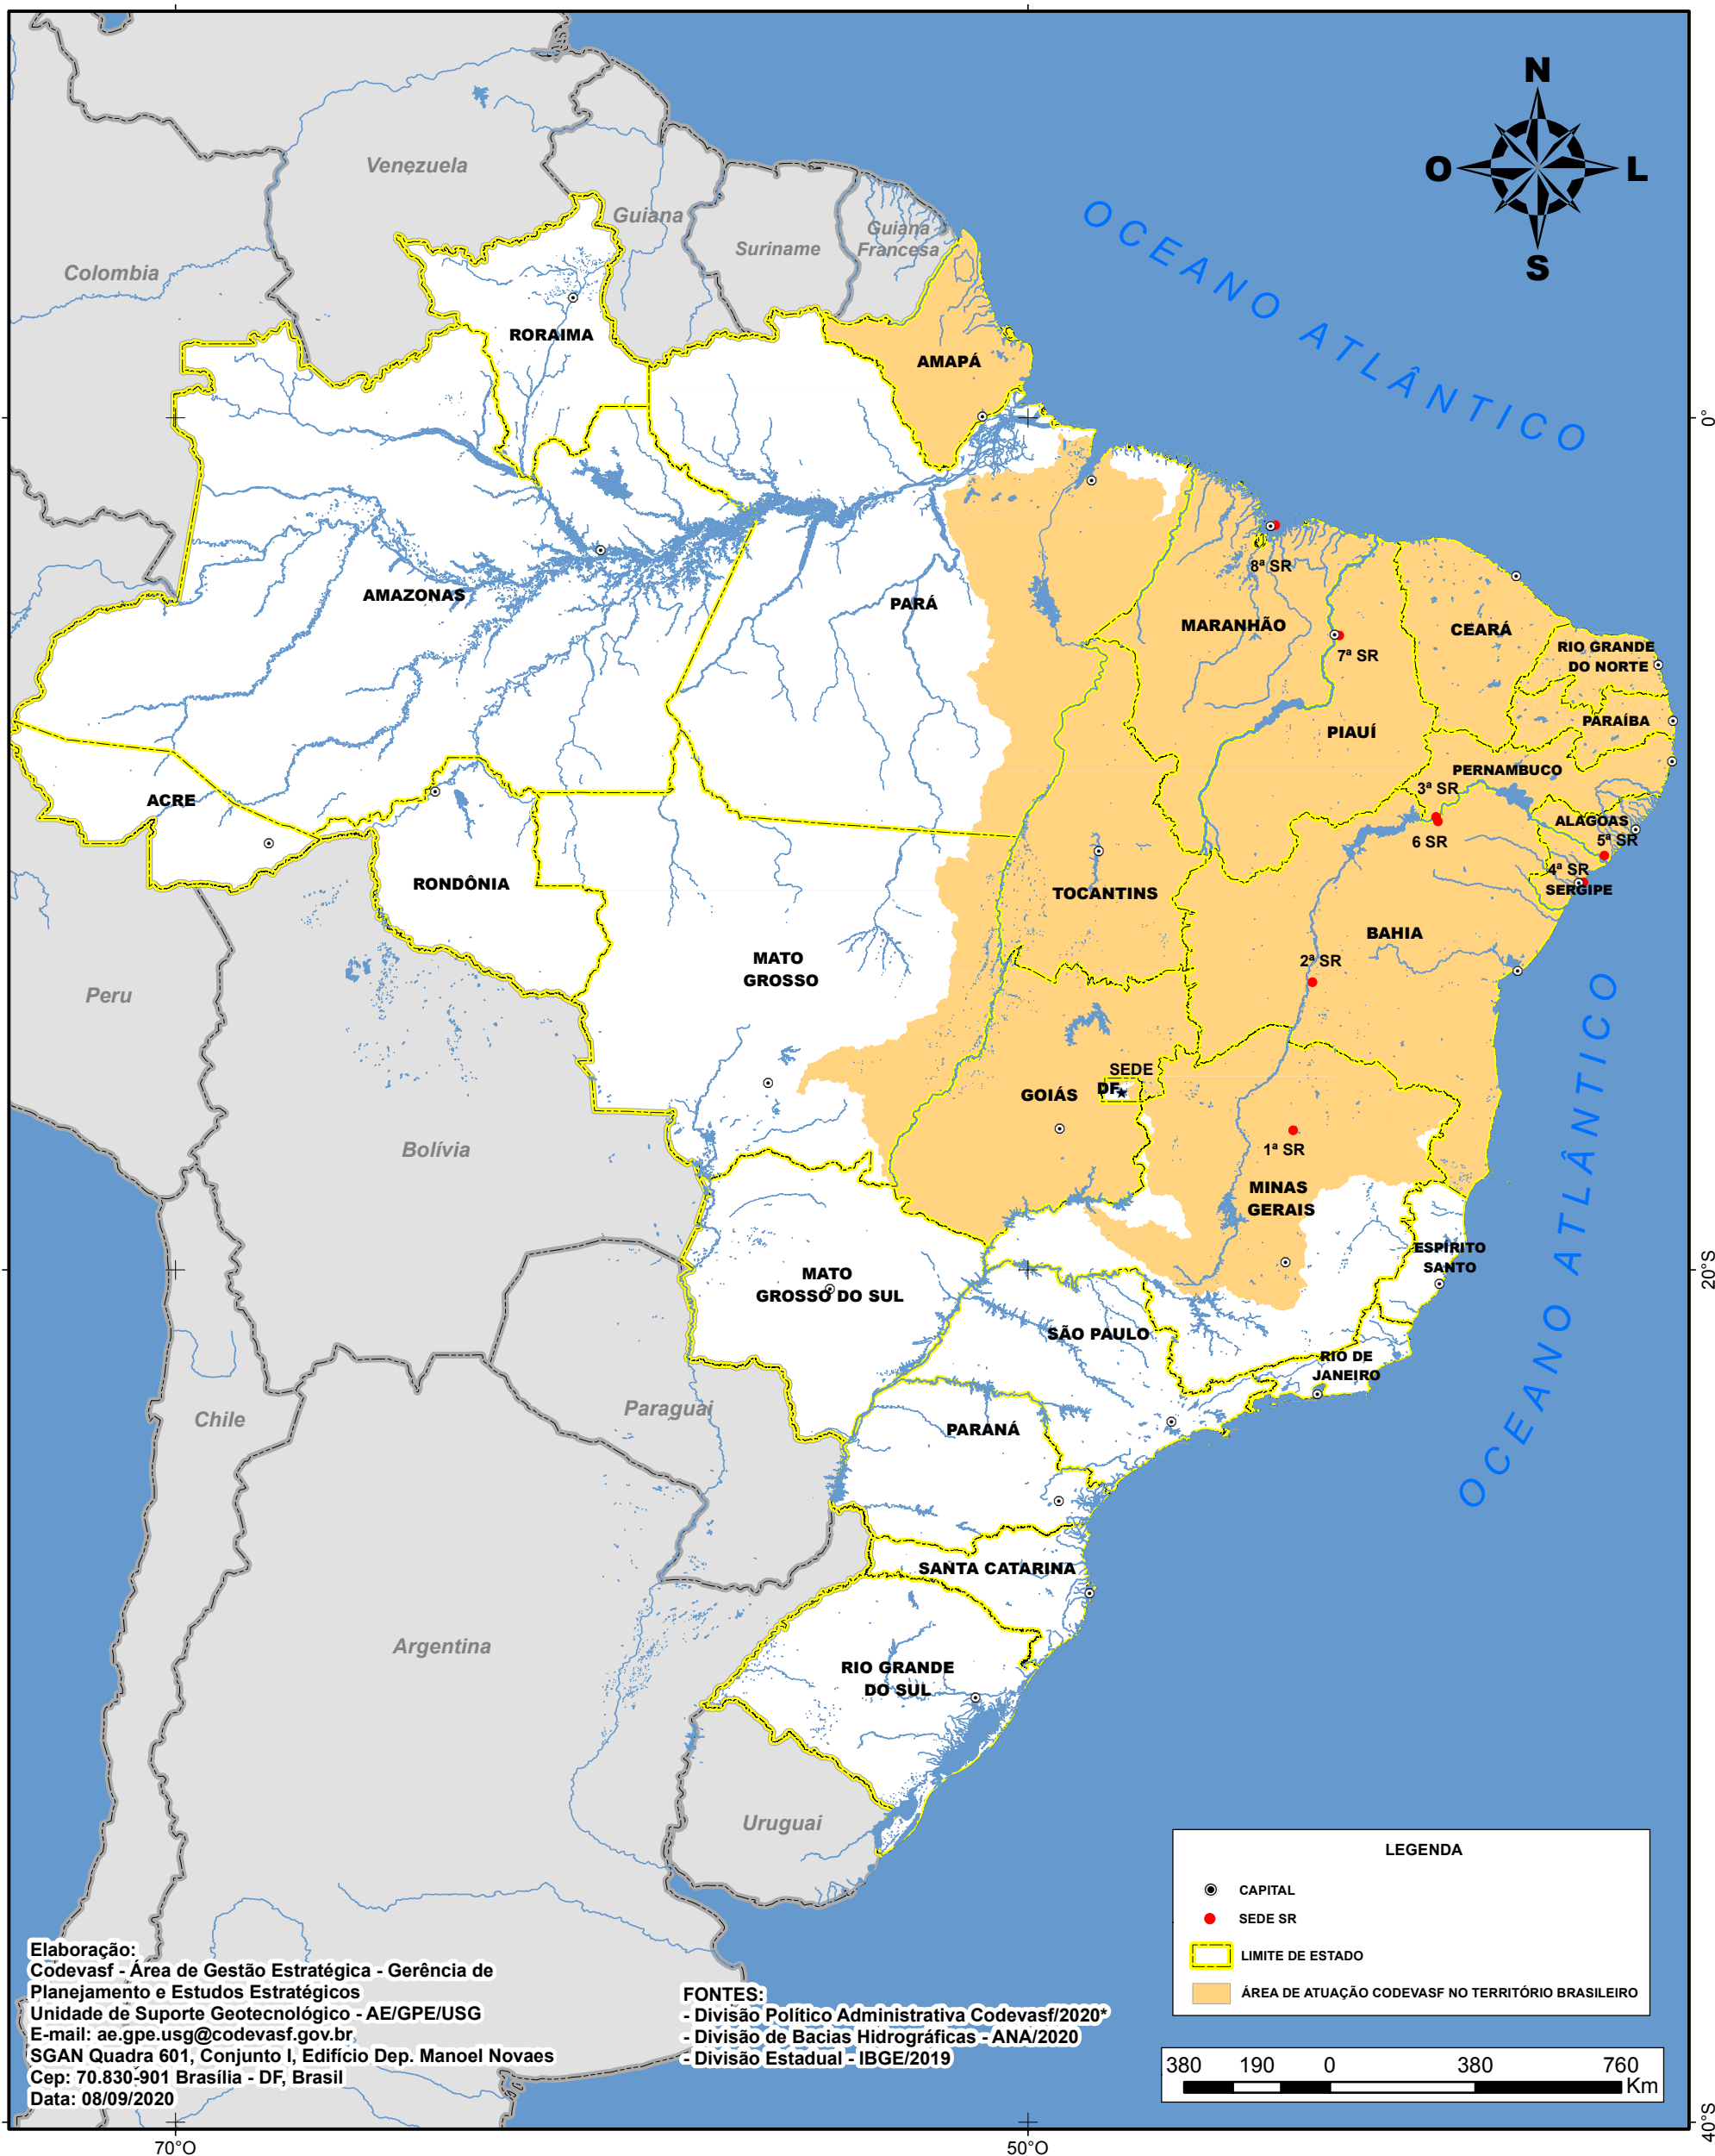 N
O
L
S
OCEANO ATLÂNTICO
Venezuela
Guiana
Suriname
Guiana
Francesa
Colombia
RORAIMA
AMAPÁ
0°
AMAZONAS
PARÁ
8ª SR
MARANHÃO
7ª SR
CEARÁ
RIO GRANDE
DO NORTE
PARAÍBA
PIAUÍ
PERNAMBUCO
3ª SR
6 SR
ALAGOAS
5ª SR
4ª SR
SERGIPE
ACRE
RONDÔNIA
TOCANTINS
BAHIA
2ª SR
MATO
GROSSO
Peru
SEDE
DF
GOIÁS
1ª SR
Bolívia
MINAS
GERAIS
OCEANO ATLÂNTICO
ESPÍRITO
SANTO
20°S
MATO
GROSSO DO SUL
SÃO PAULO
RIO DE
JANEIRO
Chile
Paraguai
PARANÁ
SANTA CATARINA
Argentina
RIO GRANDE
DO SUL
Uruguai
LEGENDA
CAPITAL
SEDE SR
LIMITE DE ESTADO
ÁREA DE ATUAÇÃO CODEVASF NO TERRITÓRIO BRASILEIRO
Elaboração:
Codevasf - Área de Gestão Estratégica - Gerência de
Planejamento e Estudos Estratégicos
Unidade de Suporte Geotecnológico - AE/GPE/USG
E-mail: ae.gpe.usg@codevasf.gov.br
SGAN Quadra 601, Conjunto I, Edifício Dep. Manoel Novaes
Cep: 70.830-901 Brasília - DF, Brasil
Data: 08/09/2020
FONTES:
- Divisão Político Administrativa Codevasf/2020*
- Divisão de Bacias Hidrográficas - ANA/2020
- Divisão Estadual - IBGE/2019
380 190 0 380 760
Km
40°S
70°O
50°O